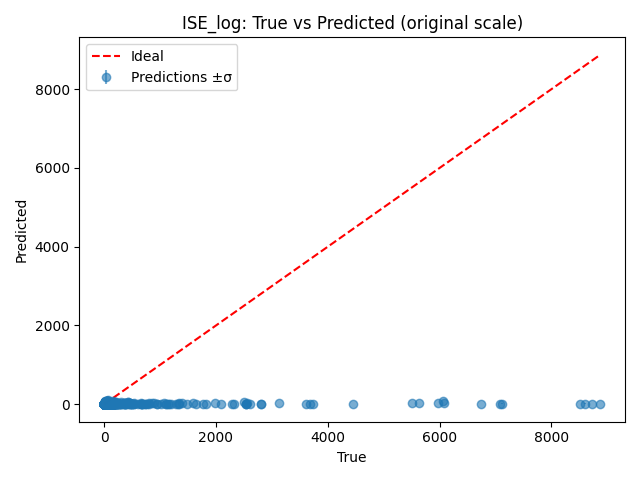 ISE_log: True vs Predicted (original scale)
Ideal
Predictions ±σ
8000
6000
4000
2000
0
Predicted
0 2000 4000 6000 8000
True